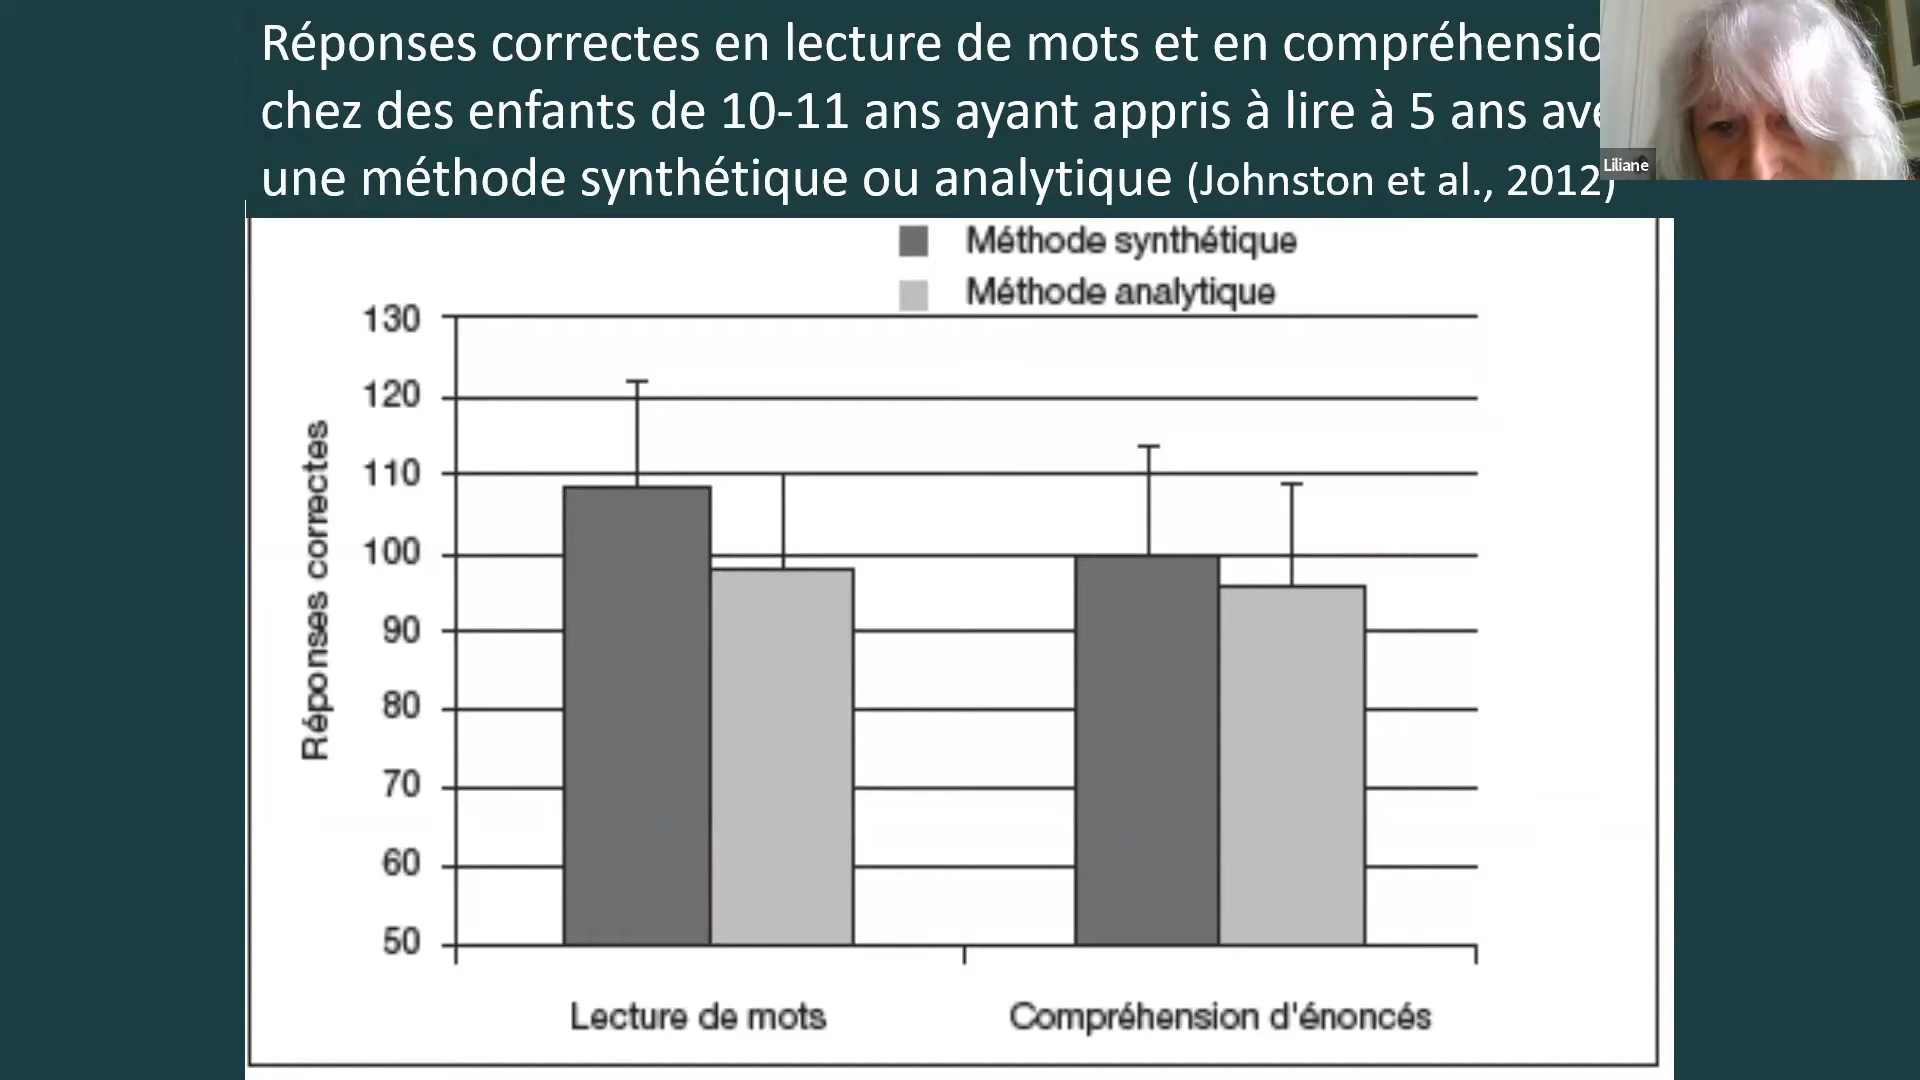 Réponses correctes en lecture de mots et en compréhensio
chez des enfants de 10-11 ans ayant appris à lire à 5 ans ave
une méthode synthétique ou analytique (Johnston et al., 2012)
Liliane
Méthode synthétique
Méthode analytique
130
120
110
100
90
80
70
60
50
Réponses correctes
Lecture de mots
Compréhension d'énoncés